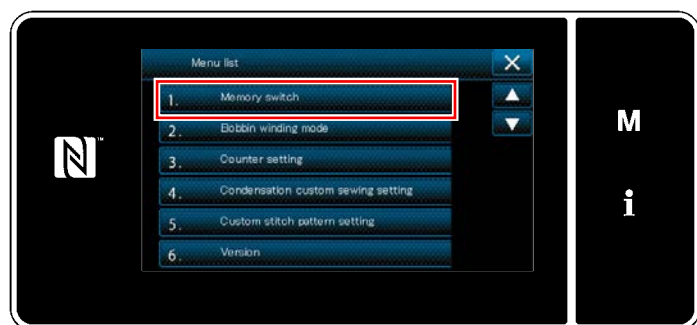 Menu list
1. Memory switch
2. Bobbin winding mode
3. Counter setting
4. Condensation custom sewing setting
5. Custom stitch pattern setting
6. Version
M
i